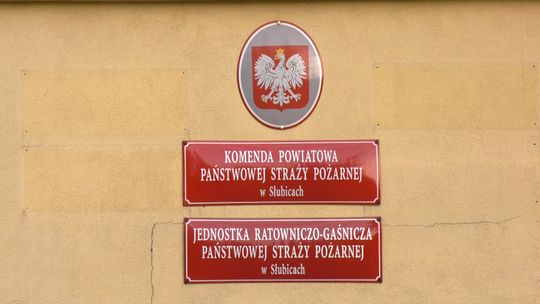 KOMENDA POWIATOWA
PAŃSTWOWEJ STRAŻY POŻARNEJ
w Słubicach
JEDNOSTKA RATOWNICZO-GAŚNICZA
PAŃSTWOWEJ STRAŻY POŻARNEJ
w Słubicach